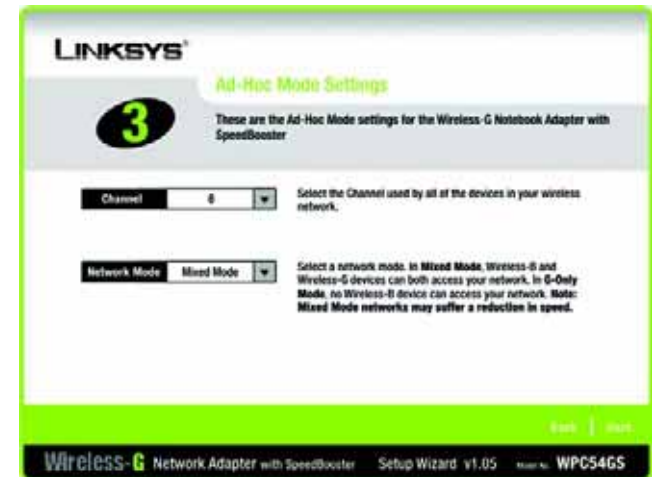 LINKSYS®
Ad-Hoc Mode Settings
3
These are the Ad-Hoc Mode settings for the Wireless-G Notebook Adapter with
SpeedBooster
Channel 6
Select the Channel used by all of the devices in your wireless
network.
Network Mode Mixed Mode
Select a network mode. In Mixed Mode, Wireless-B and
Wireless-G devices can both access your network. In G-Only
Mode, no Wireless-B device can access your network. Note:
Mixed Mode networks may suffer a reduction in speed.
Back | Next
Wireless-G Network Adapter with SpeedBooster Setup Wizard v1.05 Model No. WPC54GS